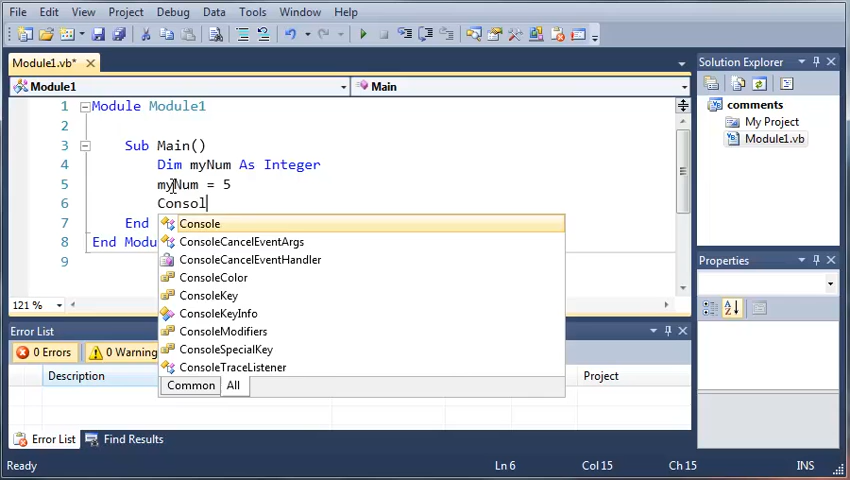 File Edit View Project Debug Data Tools Window Help
Module1.vb* Solution Explorer
Module1 Main
1 Module Module1 comments
2 My Project
3 Sub Main() Module1.vb
4 Dim myNum As Integer
5 myNum = 5
6 Consol
7 End
8 End Modu
9
Console
ConsoleCancelEventArgs
ConsoleCancelEventHandler
ConsoleColor
ConsoleKey
ConsoleKeyInfo
ConsoleModifiers
ConsoleSpecialKey
ConsoleTraceListener
Common All
Properties
121 %
Error List
0 Errors 0 Warning
Description Project
Error List Find Results
Ready Ln 6 Col 15 Ch 15 INS